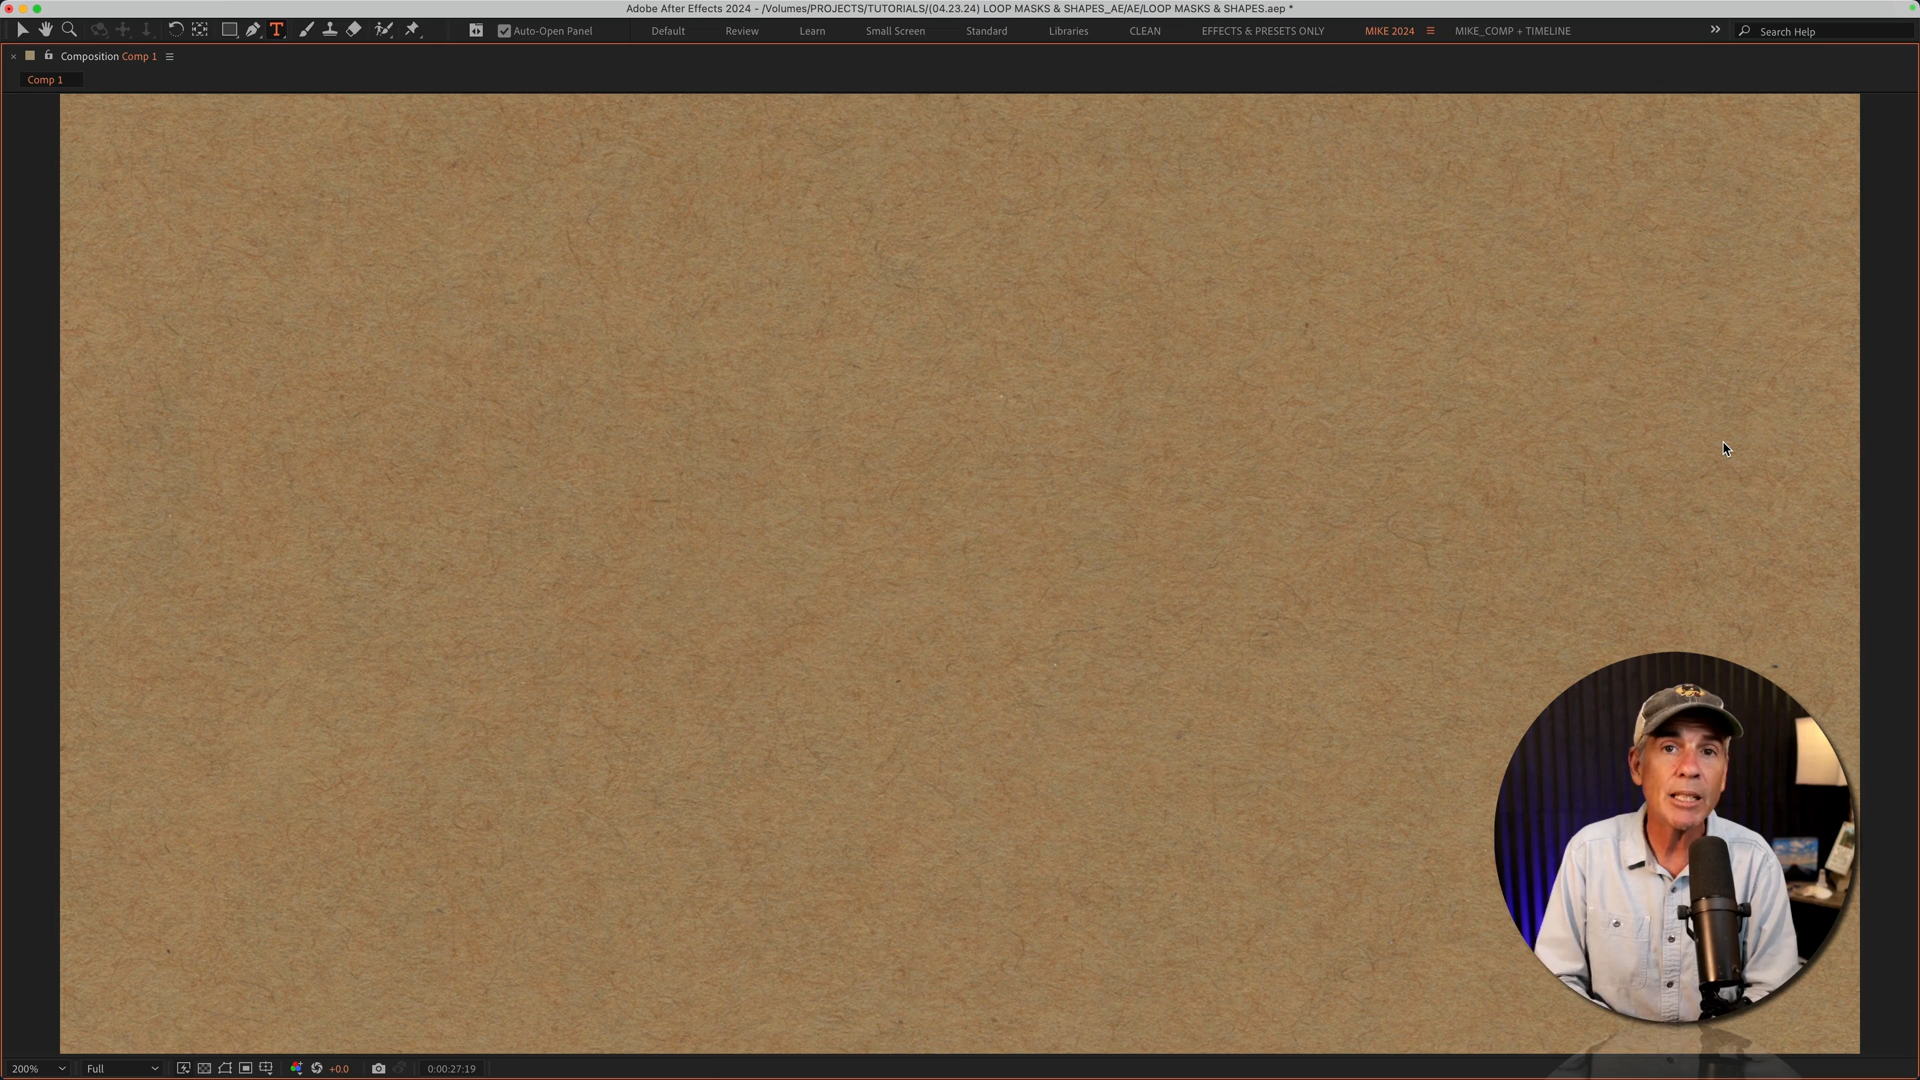 Adobe After Effects 2024 - /Volumes/PROJECTS/TUTORIALS/(04.23.24) LOOP MASKS & SHAPES_AE/AE/LOOP MASKS & SHAPES.aep *
T Auto-Open Panel Default Review Learn Small Screen Standard Libraries CLEAN EFFECTS & PRESETS ONLY MIKE 2024 MIKE_COMP + TIMELINE Search Help
Composition Comp 1
Comp 1
200% Full +0.0 0:00:27:19